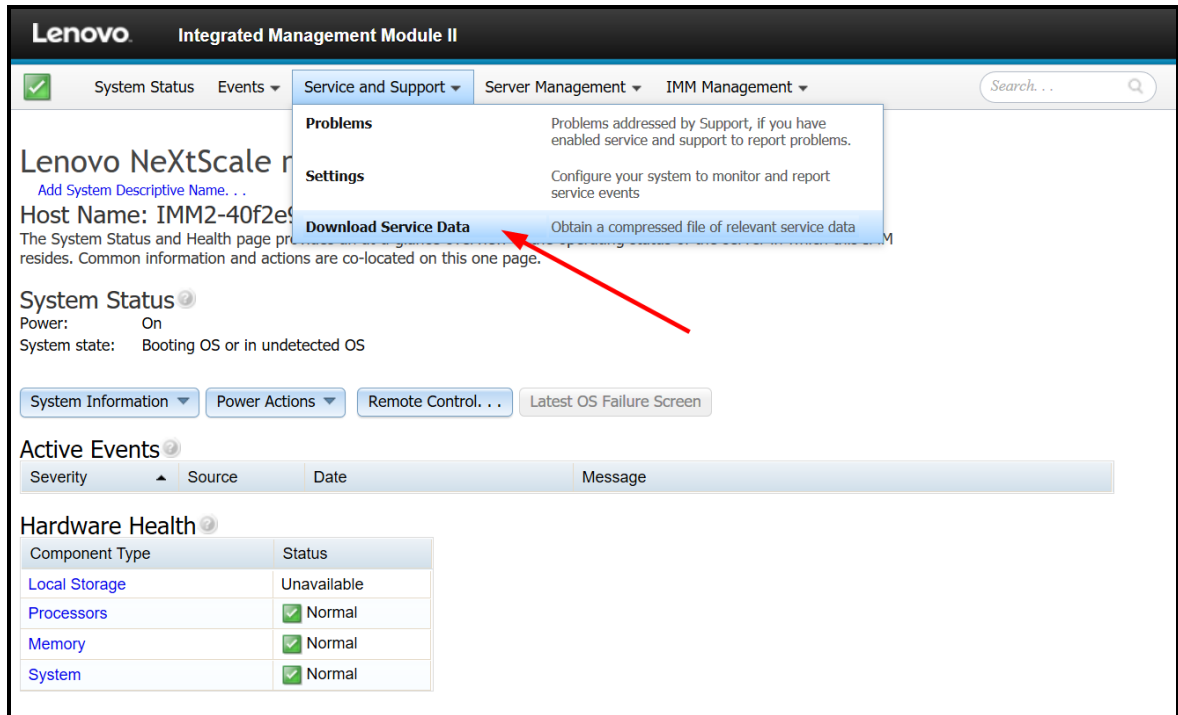 Lenovo. Integrated Management Module II
System Status Events Service and Support Server Management IMM Management Search. . .
Problems Problems addressed by Support, if you have
enabled service and support to report problems.
Settings Configure your system to monitor and report
service events
Download Service Data Obtain a compressed file of relevant service data
Lenovo NeXtScale
Add System Descriptive Name. . .
Host Name: IMM2-40f2e9
The System Status and Health page
resides. Common information and actions are co-located on this one page.
System Status
Power: On
System state: Booting OS or in undetected OS
System Information Power Actions Remote Control. . . Latest OS Failure Screen
Active Events
Severity Source Date Message
Hardware Health
Component Type Status
Local Storage Unavailable
Processors Normal
Memory Normal
System Normal